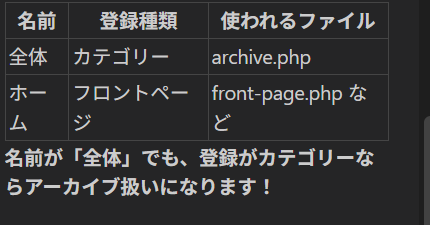 名前 登録種類 使われるファイル
全体 カテゴリー archive.php
ホー フロントペー front-page.php な
ム ジ ど
名前が「全体」でも、登録がカテゴリーな
らアーカイブ扱いになります！